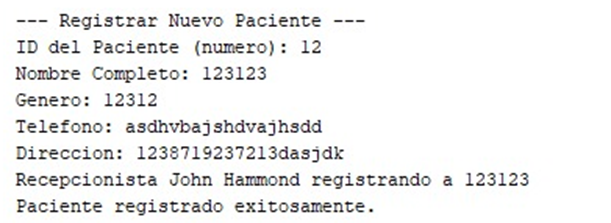 --- Registrar Nuevo Paciente ---
ID del Paciente (numero): 12
Nombre Completo: 123123
Genero: 12312
Telefono: asdhvbajshdvajhsdd
Direccion: 1238719237213dasjdk
Recepcionista John Hammond registrando a 123123
Paciente registrado exitosamente.